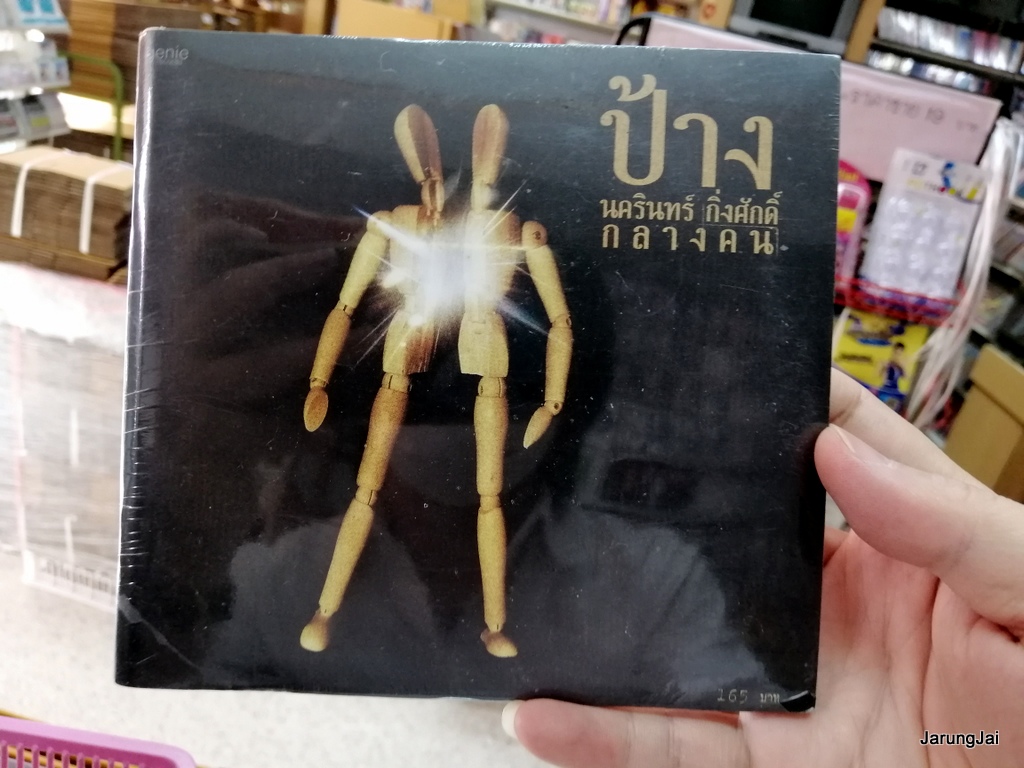 genie
ป้าง
นครินทร์ กิ่งศักดิ์
กลางคน
165 บาท
JarungJai